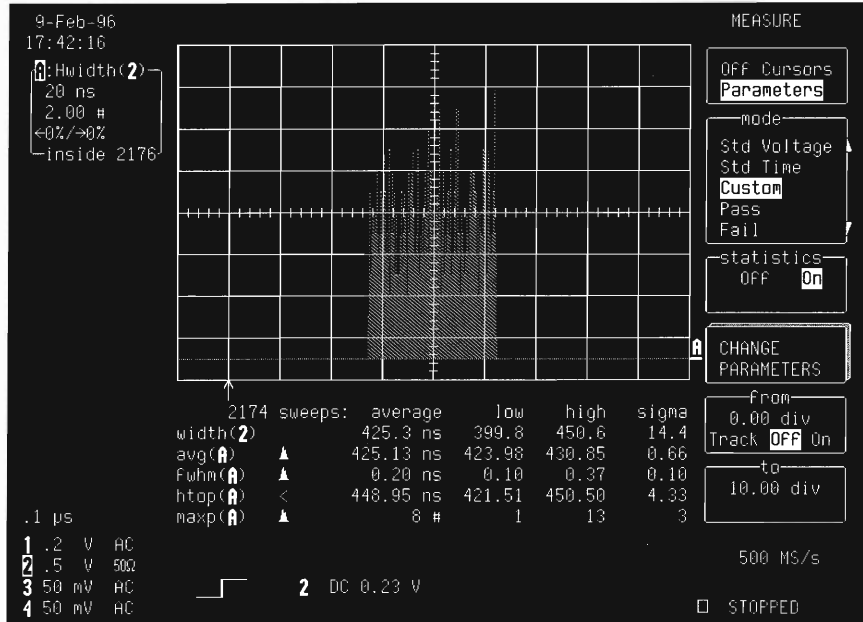 9-Feb-96
17:42:16
A:Hwidth(2)
20 ns
2.00 #
←0%/→0%
inside 2176
MEASURE
Off Cursors
Parameters
mode
Std Voltage
Std Time
Custom
Pass
Fail
statistics
Off On
A
CHANGE
PARAMETERS
from
0.00 div
Track Off On
to
10.00 div
2174 sweeps: average low high sigma
width(2) 425.3 ns 399.8 450.6 14.4
avg(A) 425.13 ns 423.98 430.85 0.66
fwhm(A) 0.20 ns 0.10 0.37 0.10
htop(A) < 448.95 ns 421.51 450.50 4.33
maxp(A) 8 # 1 13 3
.1 µs
1 .2 V AC
2 .5 V 50Ω
3 50 mV AC
4 50 mV AC
2 DC 0.23 V
500 MS/s
STOPPED